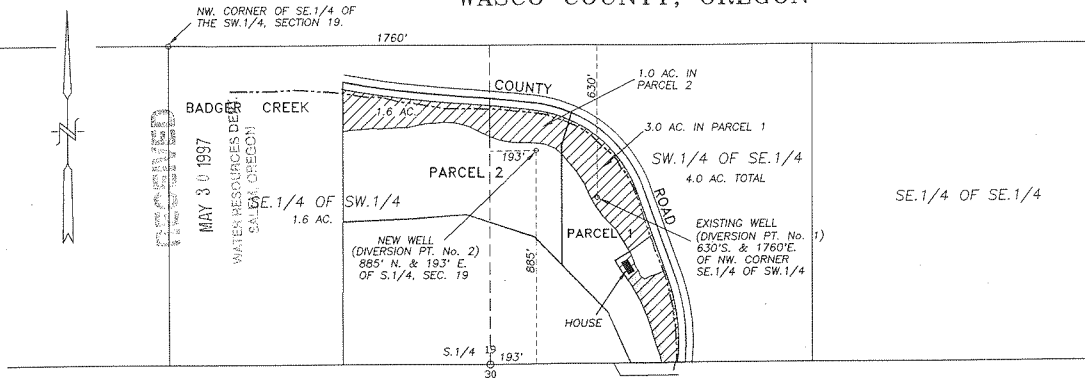 WASCO COUNTY, OREGON
NW. CORNER OF SE.1/4 OF
THE SW.1/4, SECTION 19.
1760'
N
COUNTY
630'
1.0 AC. IN
PARCEL 2
BADGER CREEK
1.6 AC.
3.0 AC. IN PARCEL 1
RECEIVED
MAY 30 1997
WATER RESOURCES DEPT.
SALEM, OREGON
193'
SW.1/4 OF SE.1/4
4.0 AC. TOTAL
PARCEL 2
SE.1/4 OF SW.1/4
1.6 AC.
ROAD
SE.1/4 OF SE.1/4
PARCEL 1
EXISTING WELL
(DIVERSION PT. No. 1)
630'S. & 1760'E.
OF NW. CORNER
SE.1/4 OF SW.1/4
NEW WELL
(DIVERSION PT. No. 2)
885' N. & 193' E.
OF S.1/4, SEC. 19
885'
HOUSE
S.1/4
19
193'
30